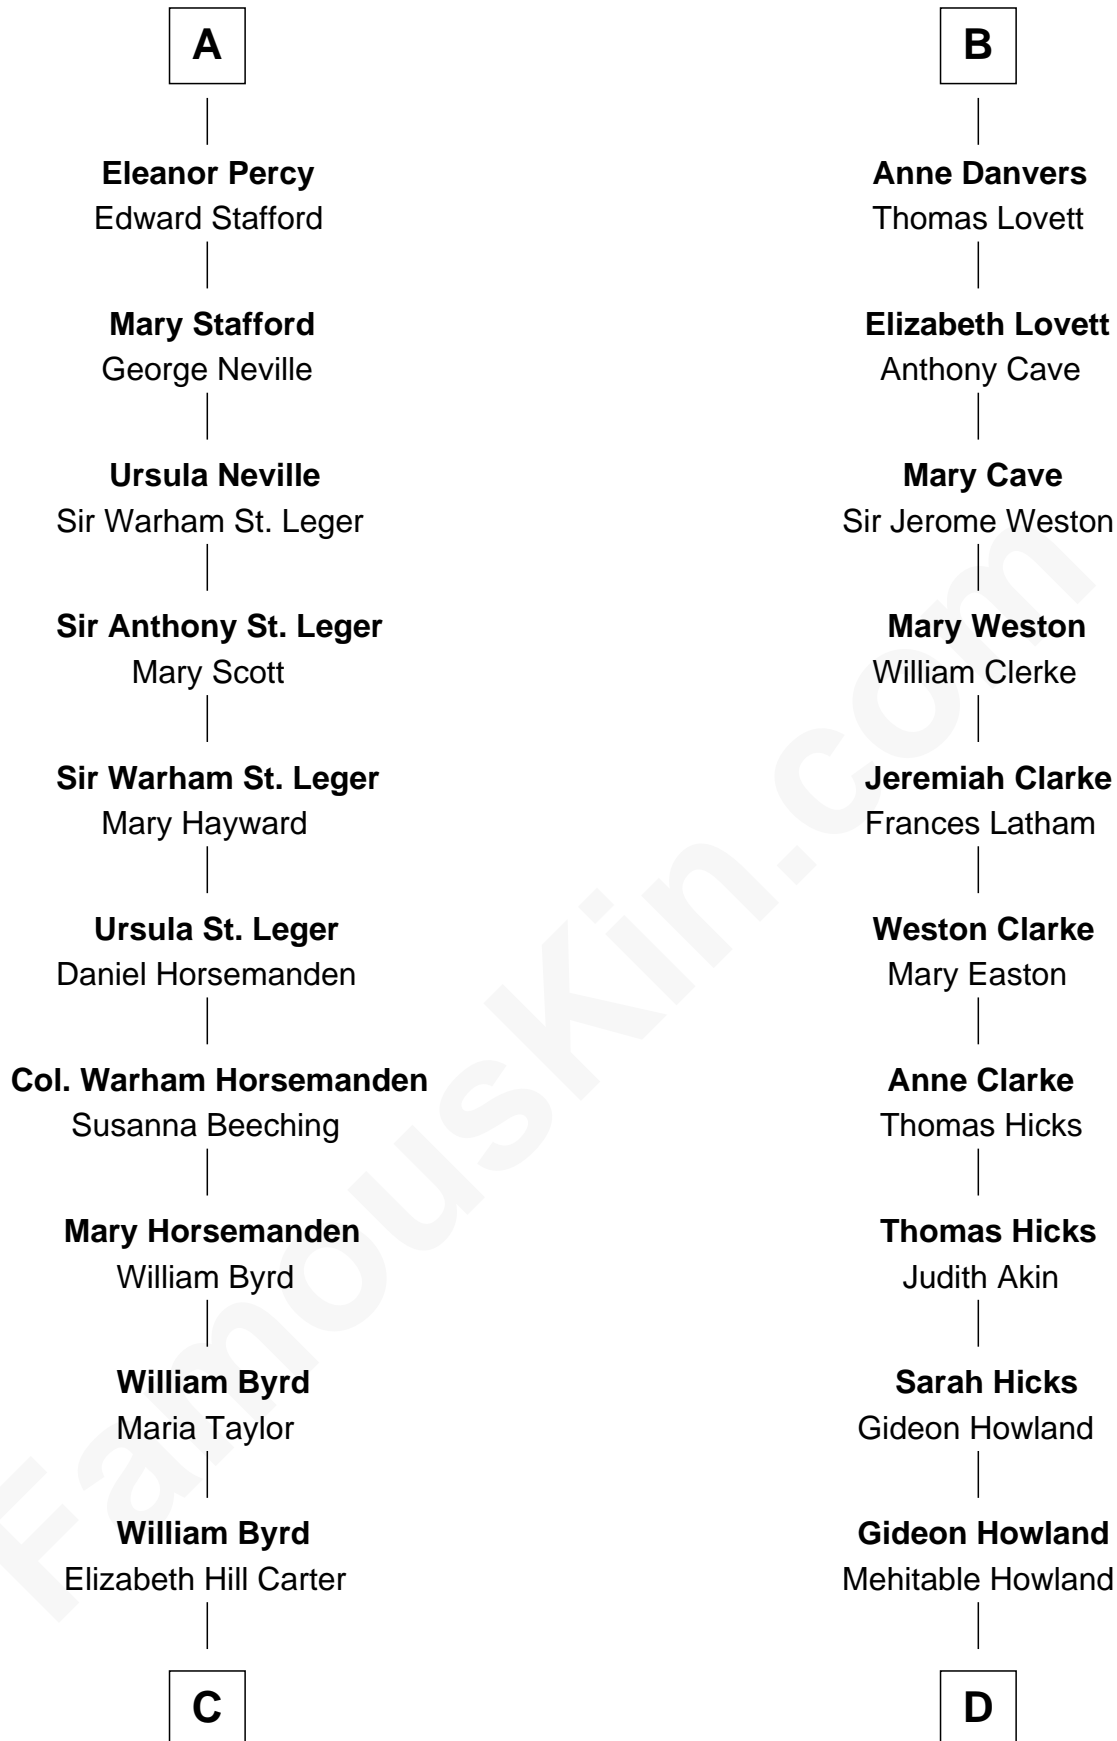 A
Eleanor Percy
Edward Stafford
Mary Stafford
George Neville
Ursula Neville
Sir Warham St. Leger
Sir Anthony St. Leger
Mary Scott
Sir Warham St. Leger
Mary Hayward
Ursula St. Leger
Daniel Horsemanden
Col. Warham Horsemanden
Susanna Beeching
Mary Horsemanden
William Byrd
William Byrd
Maria Taylor
William Byrd
Elizabeth Hill Carter
C
B
Anne Danvers
Thomas Lovett
Elizabeth Lovett
Anthony Cave
Mary Cave
Sir Jerome Weston
Mary Weston
William Clerke
Jeremiah Clarke
Frances Latham
Weston Clarke
Mary Easton
Anne Clarke
Thomas Hicks
Thomas Hicks
Judith Akin
Sarah Hicks
Gideon Howland
Gideon Howland
Mehitable Howland
D
FamousKin.com